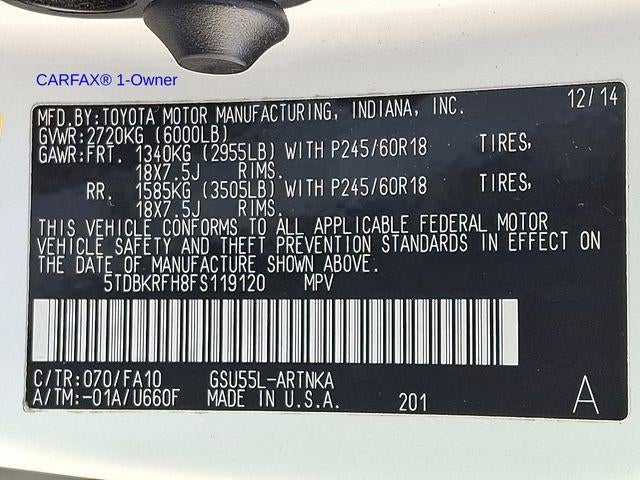 CARFAX® 1-Owner
MFD.BY:TOYOTA MOTOR MANUFACTURING, INDIANA, INC. 12/14
GVWR:2720KG (6000LB)
GAWR:FRT. 1340KG (2955LB) WITH P245/60R18 TIRES,
18X7.5J RIMS.
RR. 1585KG (3505LB) WITH P245/60R18 TIRES,
18X7.5J RIMS.
THIS VEHICLE CONFORMS TO ALL APPLICABLE FEDERAL MOTOR
VEHICLE SAFETY AND THEFT PREVENTION STANDARDS IN EFFECT ON
THE DATE OF MANUFACTURE SHOWN ABOVE.
5TDBKRFH8FS119120 MPV
C/TR:070/FA10 GSU55L-ARTNKA
A/TM:-01A/U660F MADE IN U.S.A. 201 A